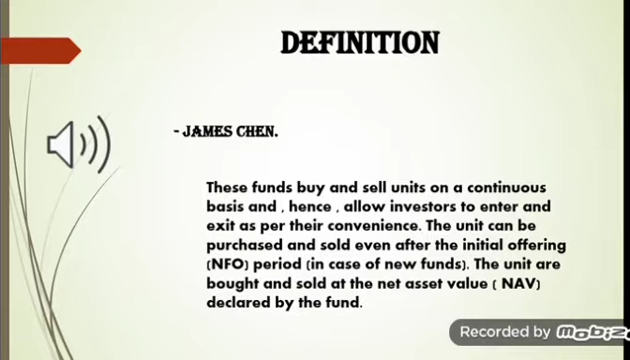 DEFINITION
- JAMES CHEN.
These funds buy and sell units on a continuous
basis and , hence , allow investors to enter and
exit as per their convenience. The unit can be
purchased and sold even after the initial offering
(NFO) period (in case of new funds). The unit are
bought and sold at the net asset value ( NAV)
declared by the fund.
Recorded by